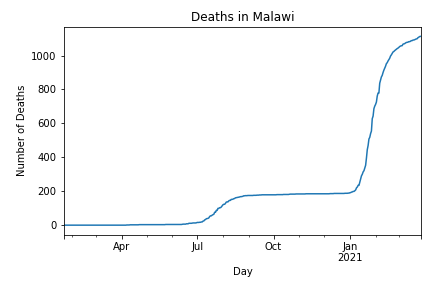 Deaths in Malawi
Number of Deaths
1000
800
600
400
200
0
Apr
Jul
Oct
Jan
2021
Day